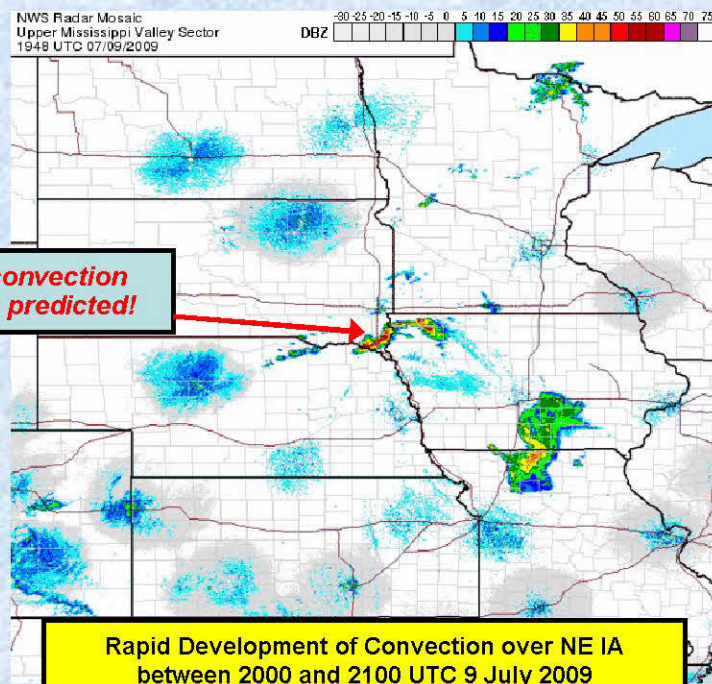 NWS Radar Mosaic
Upper Mississippi Valley Sector
1948 UTC 07/09/2009
DBZ
-30 -25 -20 -15 -10 -5 0 5 10 15 20 25 30 35 40 45 50 55 60 65 70 75
convection
predicted!
Rapid Development of Convection over NE IA
between 2000 and 2100 UTC 9 July 2009